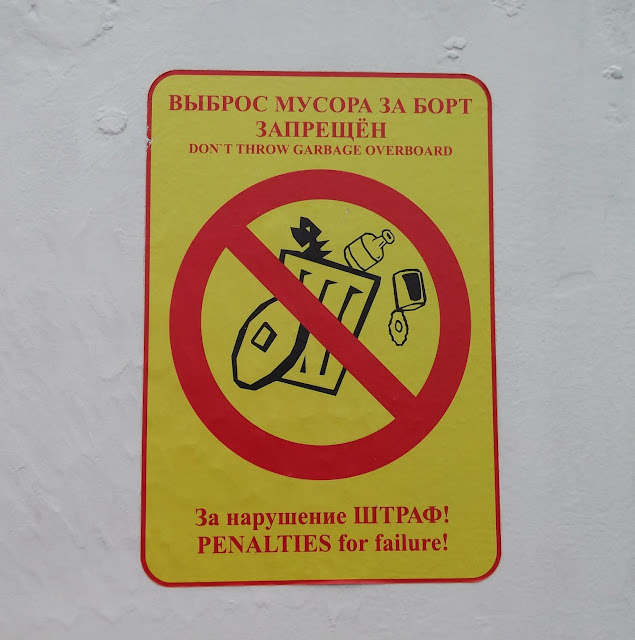 ВЫБРОС МУСОРА ЗА БОРТ
ЗАПРЕЩЁН
DON`T THROW GARBAGE OVERBOARD
За нарушение ШТРАФ!
PENALTIES for failure!